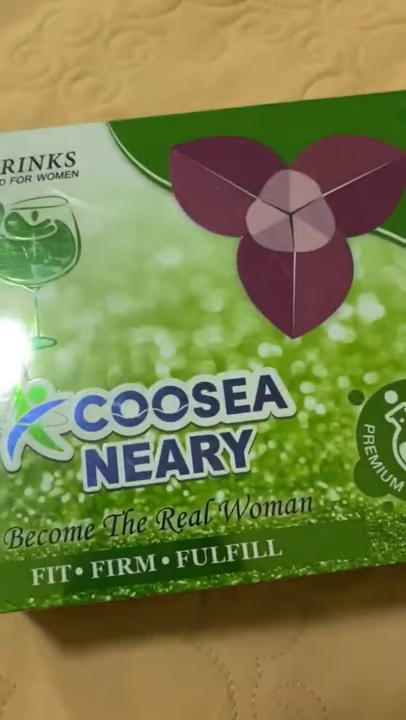 RINKS
D FOR WOMEN
COOSEA
NEARY
PREMIUM
Become The Real Woman
FIT • FIRM • FULFILL